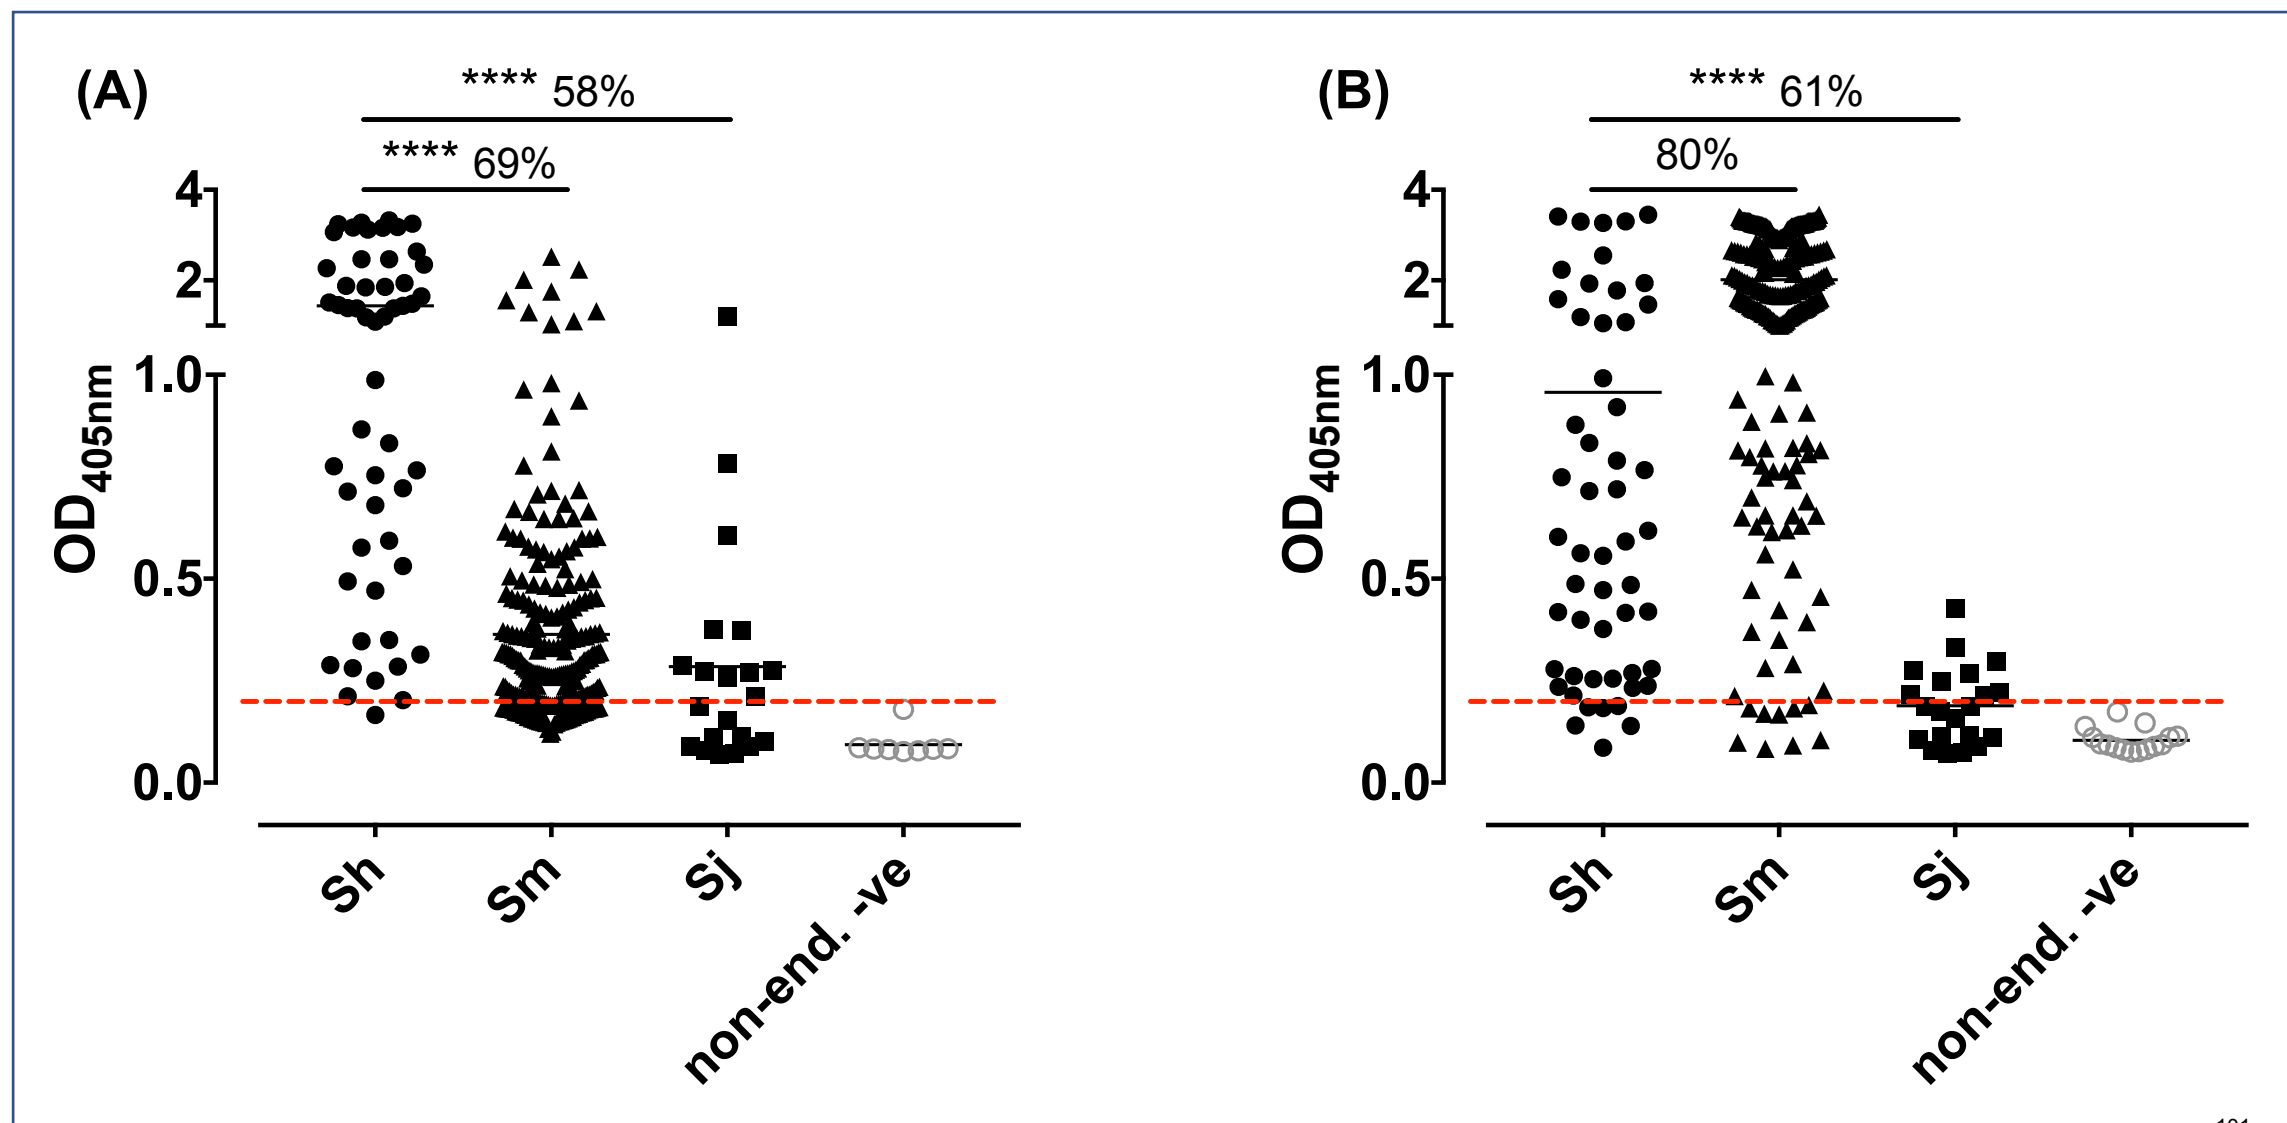 (A)
**** 58%
**** 69%
4
2
1.0
0.5
0.0
OD405nm
Sh
Sm
Sj
non-end. -ve
(B)
**** 61%
80%
4
2
1.0
0.5
0.0
OD405nm
Sh
Sm
Sj
non-end. -ve